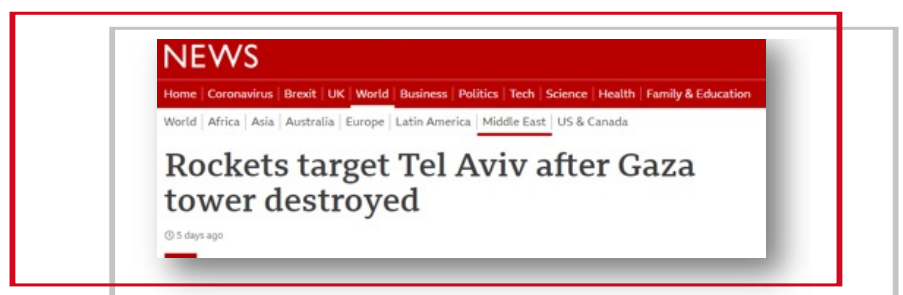 NEWS
Home | Coronavirus | Brexit | UK | World | Business | Politics | Tech | Science | Health | Family & Education
World | Africa | Asia | Australia | Europe | Latin America | Middle East | US & Canada
Rockets target Tel Aviv after Gaza
tower destroyed
5 days ago